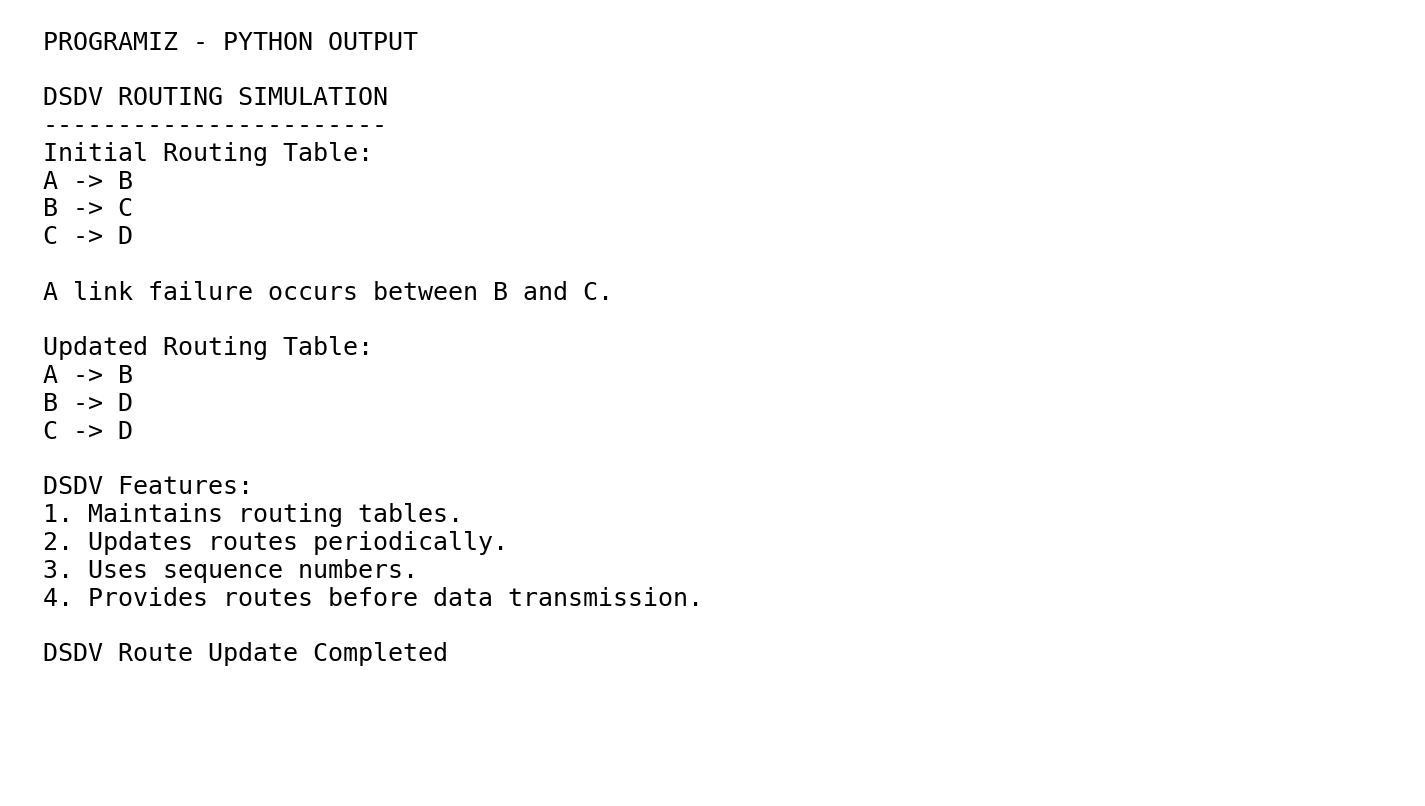 PROGRAMIZ - PYTHON OUTPUT
DSDV ROUTING SIMULATION
-----------------------
Initial Routing Table:
A -> B
B -> C
C -> D
A link failure occurs between B and C.
Updated Routing Table:
A -> B
B -> D
C -> D
DSDV Features:
1. Maintains routing tables.
2. Updates routes periodically.
3. Uses sequence numbers.
4. Provides routes before data transmission.
DSDV Route Update Completed